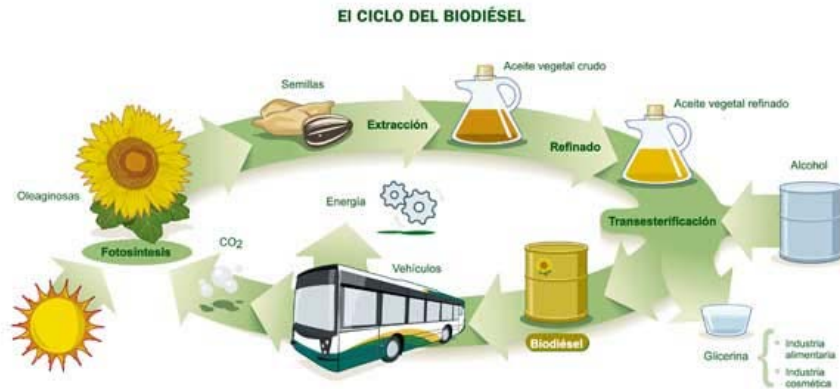 El CICLO DEL BIODIÉSEL
Semillas
Aceite vegetal crudo
Extracción
Aceite vegetal refinado
Refinado
Alcohol
Oleaginosas
Transesterificación
Energía
Fotosíntesis
CO2
Vehículos
Biodiésel
Glicerina
Industria
alimentaria
Industria
cosmética